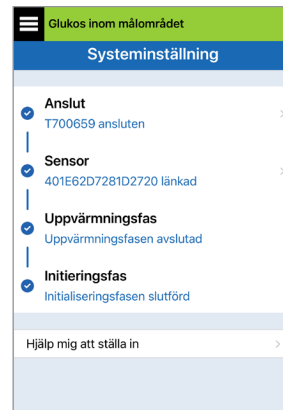 Glukos inom målområdet
Systeminställning
Anslut
T700659 ansluten
Sensor
401E62D7281D2720 länkad
Uppvärmningsfas
Uppvärmningsfasen avslutad
Initieringsfas
Initialiseringsfasen slutförd
Hjälp mig att ställa in